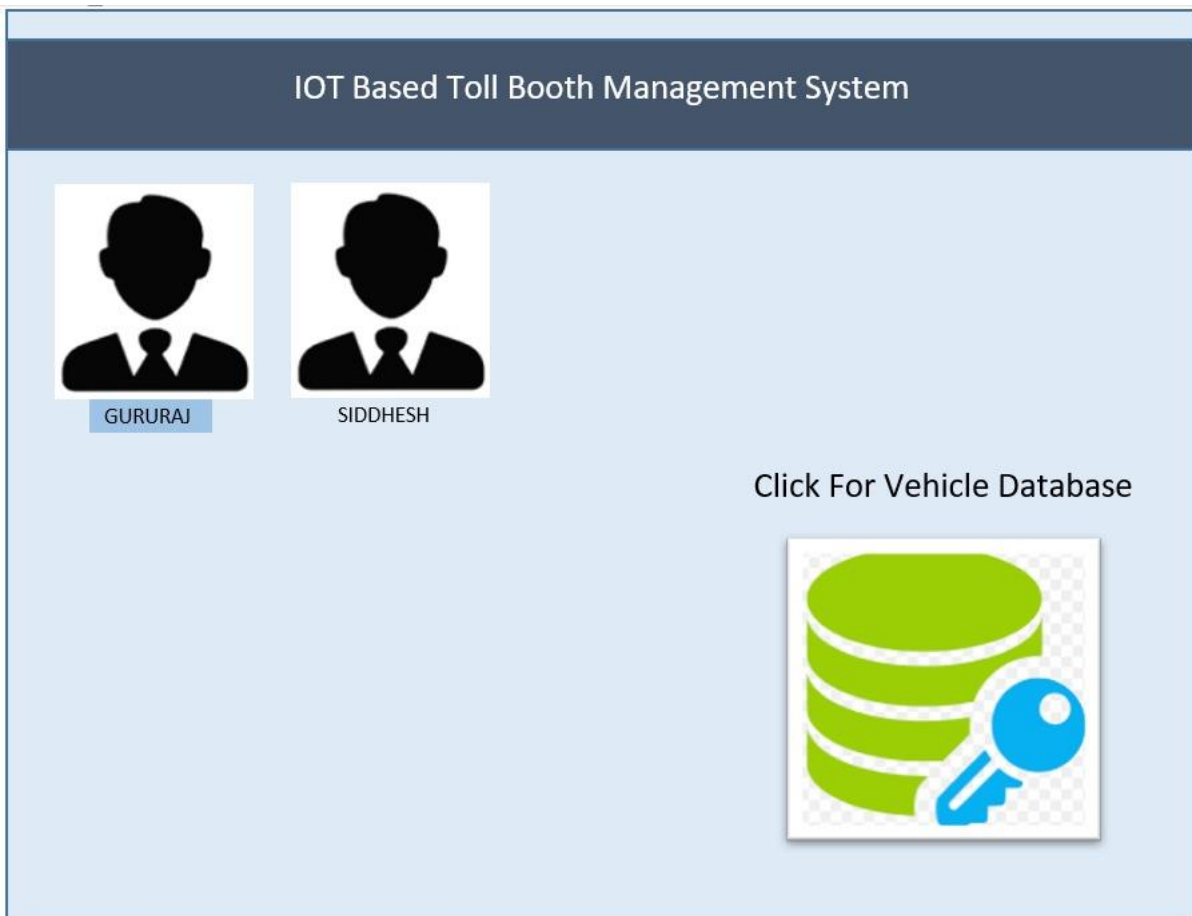 IOT Based Toll Booth Management System
GURURAJ
SIDDHESH
Click For Vehicle Database